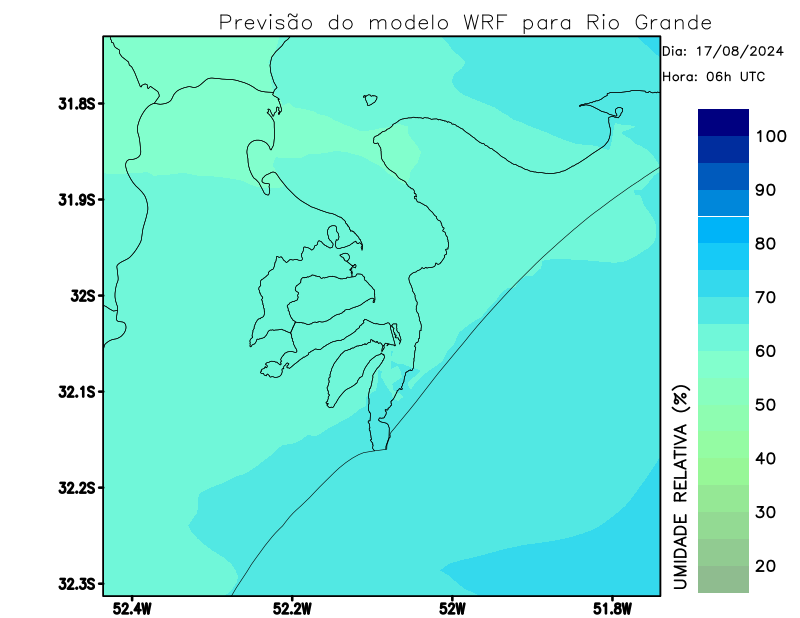 Previsão do modelo WRF para Rio Grande
Dia: 17/08/2024
Hora: 06h UTC
31.8S
31.9S
32S
32.1S
32.2S
32.3S
52.4W
52.2W
52W
51.8W
100
90
80
70
60
50
40
30
20
UMIDADE RELATIVA (%)